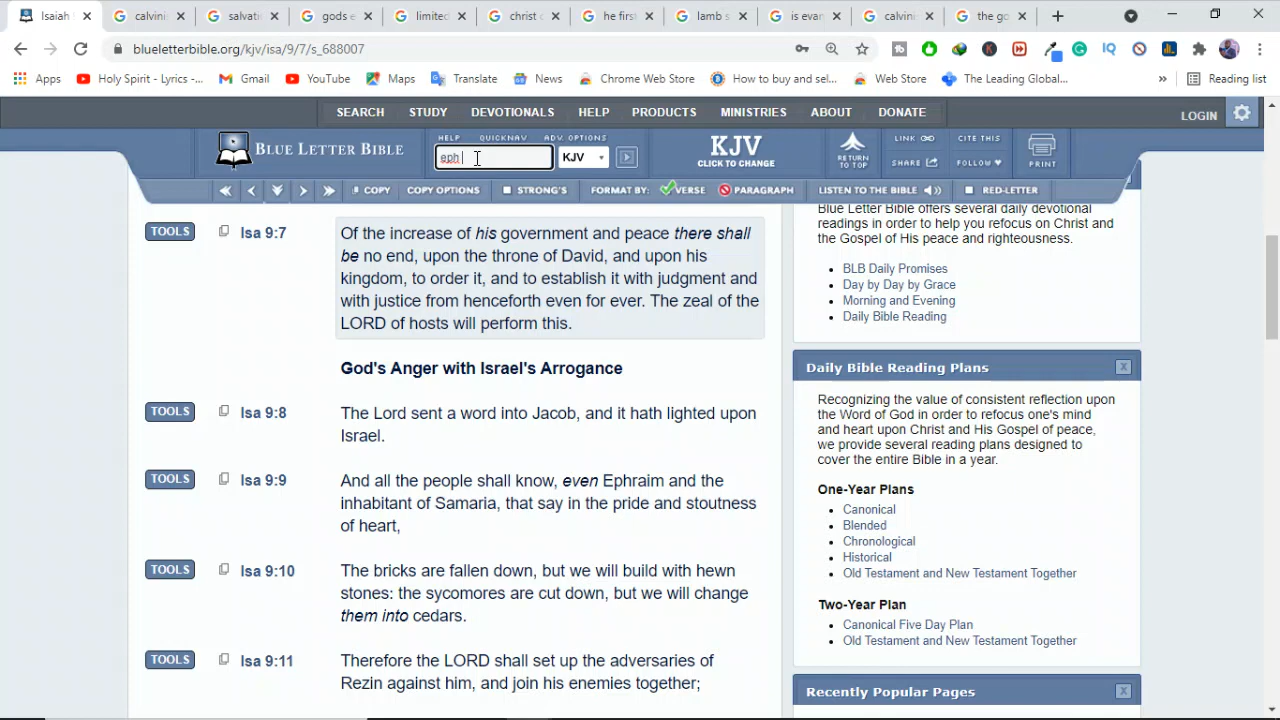 Isaiah
calvini
salvati
gods e
limited
christ c
he firs
lamb s
is evan
calvini
the go
blueletterbible.org/kjv/isa/9/7/s_688007
Apps
Holy Spirit - Lyrics -...
Gmail
YouTube
Maps
Translate
News
Chrome Web Store
How to buy and sel...
Web Store
The Leading Global...
»
Reading list
SEARCH
STUDY
DEVOTIONALS
HELP
PRODUCTS
MINISTRIES
ABOUT
DONATE
LOGIN
BLUE LETTER BIBLE
HELP
QUICKNAV
ADV. OPTIONS
eph
KJV
KJV
CLICK TO CHANGE
RETURN
TO TOP
LINK
CITE THIS
SHARE
FOLLOW
PRINT
COPY
COPY OPTIONS
STRONG'S
FORMAT BY:
VERSE
PARAGRAPH
LISTEN TO THE BIBLE
RED-LETTER
TOOLS
Isa 9:7
Of the increase of his government and peace there shall
be no end, upon the throne of David, and upon his
kingdom, to order it, and to establish it with judgment and
with justice from henceforth even for ever. The zeal of the
LORD of hosts will perform this.
God's Anger with Israel's Arrogance
TOOLS
Isa 9:8
The Lord sent a word into Jacob, and it hath lighted upon
Israel.
TOOLS
Isa 9:9
And all the people shall know, even Ephraim and the
inhabitant of Samaria, that say in the pride and stoutness
of heart,
TOOLS
Isa 9:10
The bricks are fallen down, but we will build with hewn
stones: the sycomores are cut down, but we will change
them into cedars.
TOOLS
Isa 9:11
Therefore the LORD shall set up the adversaries of
Rezin against him, and join his enemies together;
Blue Letter Bible offers several daily devotional
readings in order to help you refocus on Christ and
the Gospel of His peace and righteousness.
BLB Daily Promises
Day by Day by Grace
Morning and Evening
Daily Bible Reading
Daily Bible Reading Plans
Recognizing the value of consistent reflection upon
the Word of God in order to refocus one's mind
and heart upon Christ and His Gospel of peace,
we provide several reading plans designed to
cover the entire Bible in a year.
One-Year Plans
Canonical
Blended
Chronological
Historical
Old Testament and New Testament Together
Two-Year Plan
Canonical Five Day Plan
Old Testament and New Testament Together
Recently Popular Pages